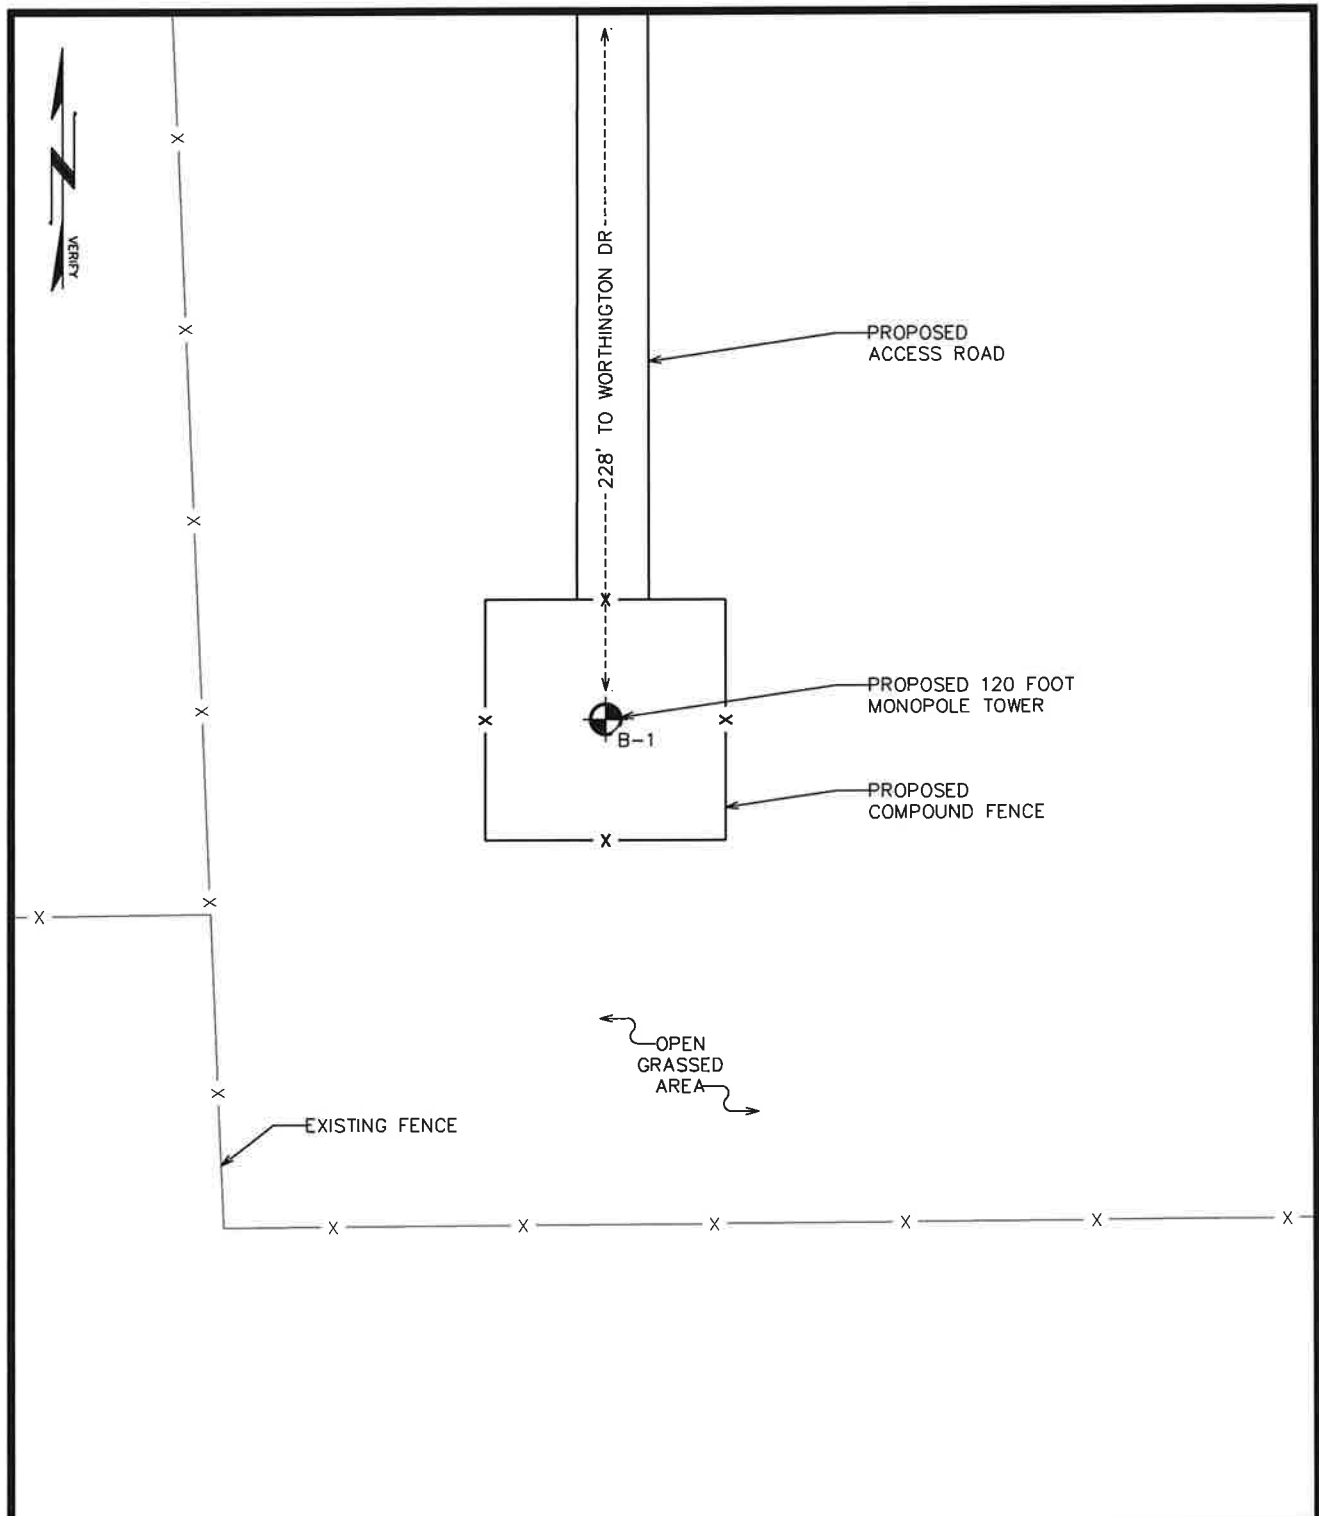 N
VERIFY
228' TO WORTHINGTON DR
PROPOSED
ACCESS ROAD
PROPOSED 120 FOOT
MONOPOLE TOWER
B-1
PROPOSED
COMPOUND FENCE
OPEN
GRASSED
AREA
EXISTING FENCE